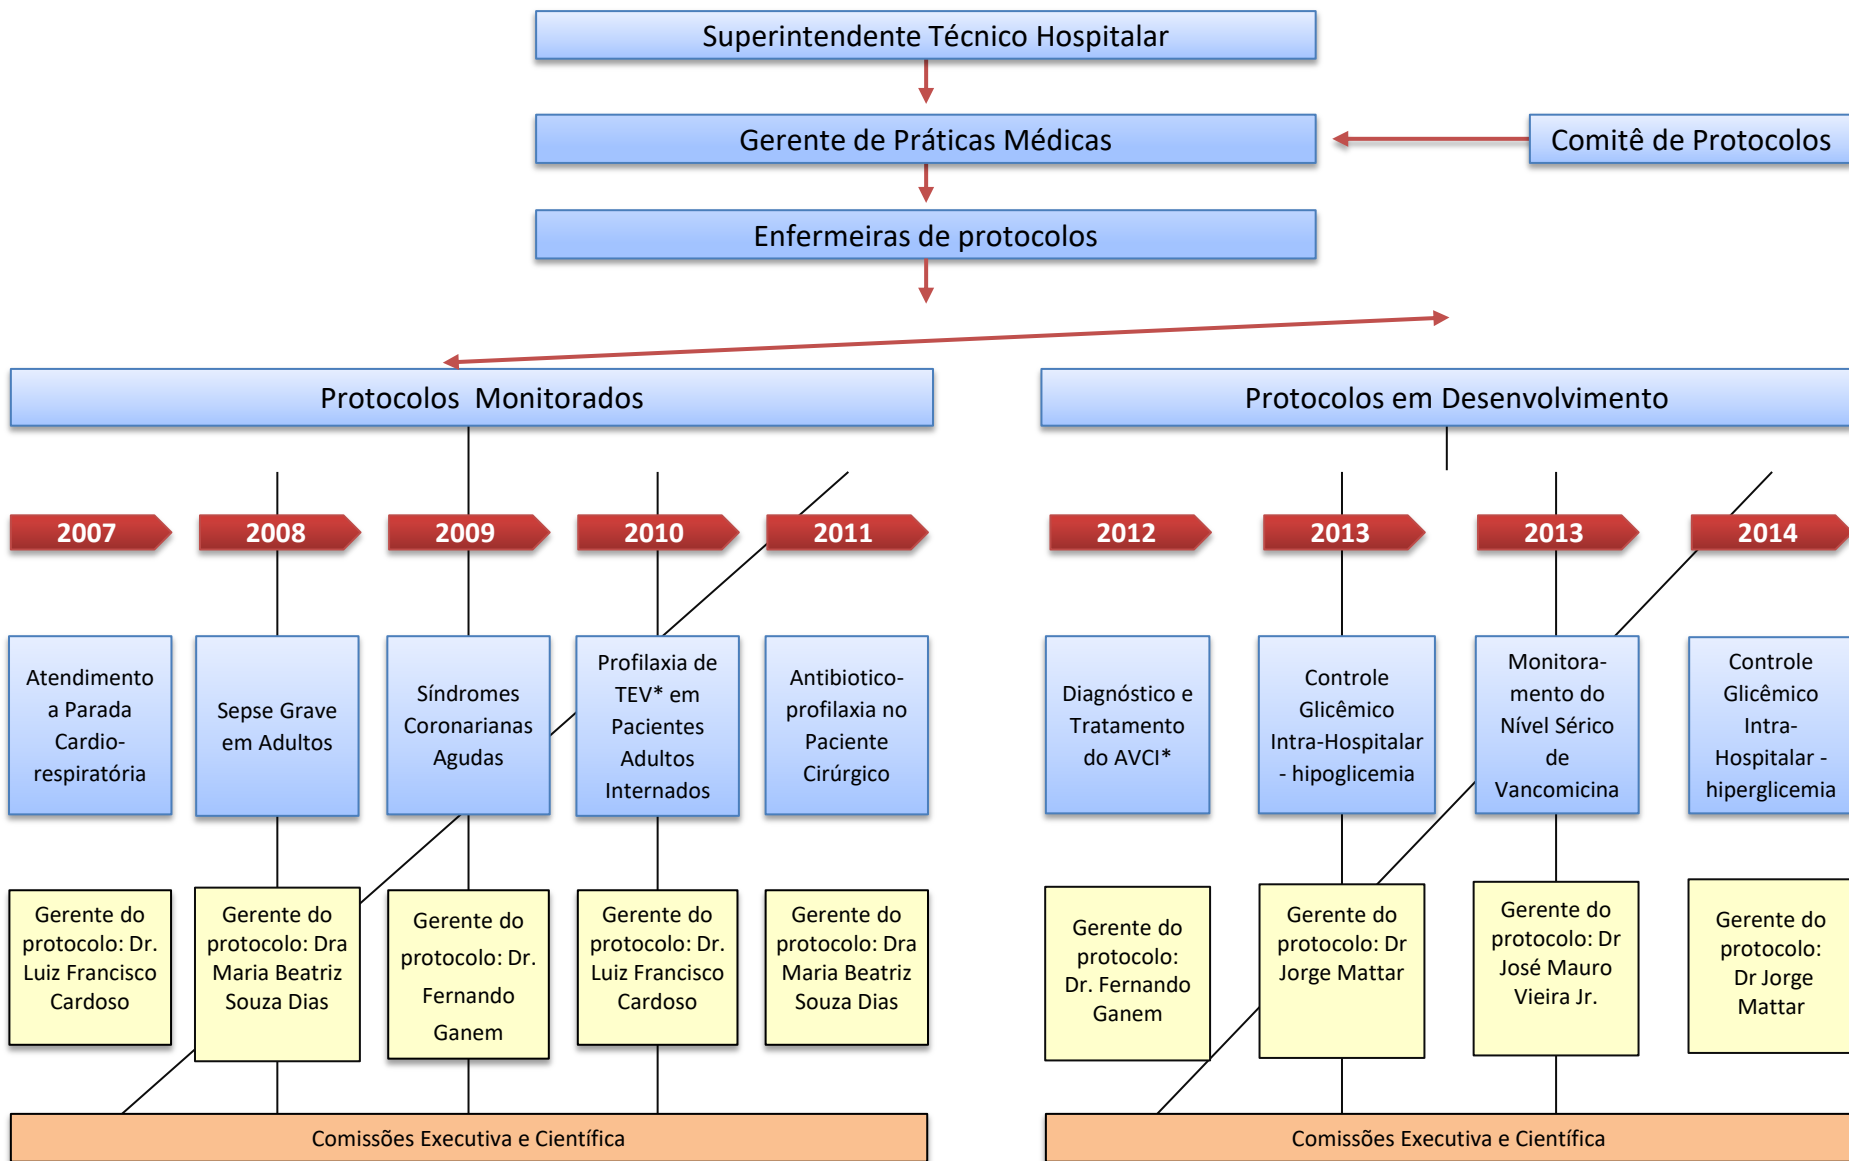 Superintendente Técnico Hospitalar
Gerente de Práticas Médicas
Comitê de Protocolos
Enfermeiras de protocolos
Protocolos  Monitorados
Protocolos em Desenvolvimento
2007
2008
2009
2010
2011
2012
2013
2013
2014
Atendimento
a Parada
Cardio-
respiratória
Sepse Grave
em Adultos
Síndromes
Coronarianas
Agudas
Profilaxia de
TEV* em
Pacientes
Adultos
Internados
Antibiotico-
profilaxia no
Paciente
Cirúrgico
Diagnóstico e
Tratamento
do AVCI*
Controle
Glicêmico
Intra-Hospitalar
- hipoglicemia
Monitora-
mento do
Nível Sérico
de
Vancomicina
Controle
Glicêmico
Intra-
Hospitalar -
hiperglicemia
Gerente do
protocolo: Dr.
Luiz Francisco
Cardoso
Gerente do
protocolo: Dra
Maria Beatriz
Souza Dias
Gerente do
protocolo: Dr.
Fernando
Ganem
Gerente do
protocolo: Dr.
Luiz Francisco
Cardoso
Gerente do
protocolo: Dra
Maria Beatriz
Souza Dias
Gerente do
protocolo:
Dr. Fernando
Ganem
Gerente do
protocolo: Dr
Jorge Mattar
Gerente do
protocolo: Dr
José Mauro
Vieira Jr.
Gerente do
protocolo:
Dr Jorge
Mattar
Comissões Executiva e Científica
Comissões Executiva e Científica